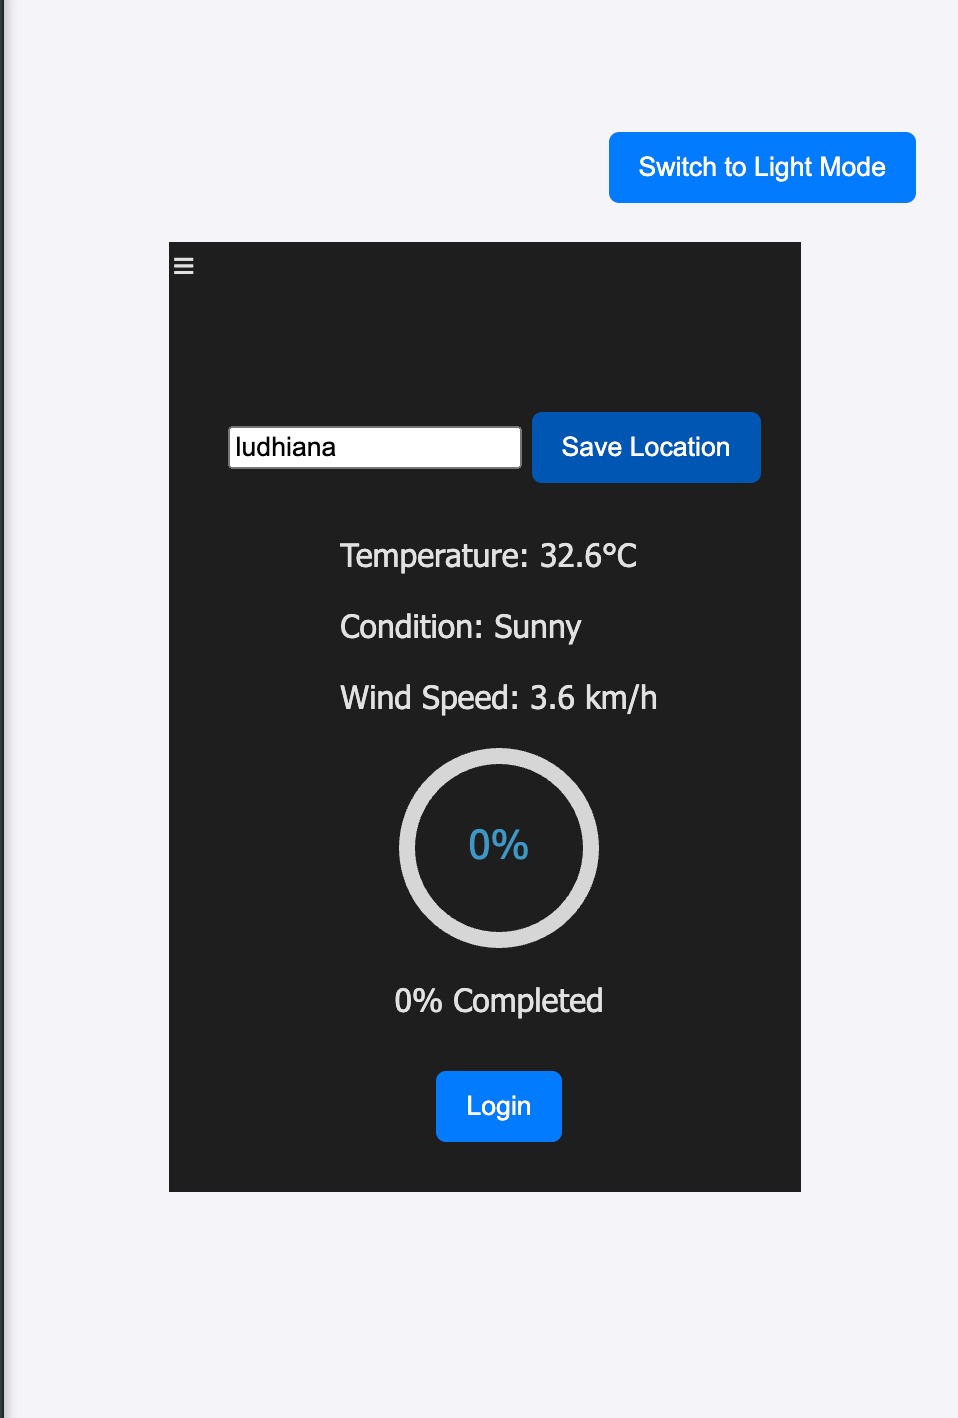 Switch to Light Mode
ludhiana
Save Location
Temperature: 32.6°C
Condition: Sunny
Wind Speed: 3.6 km/h
0%
0% Completed
Login